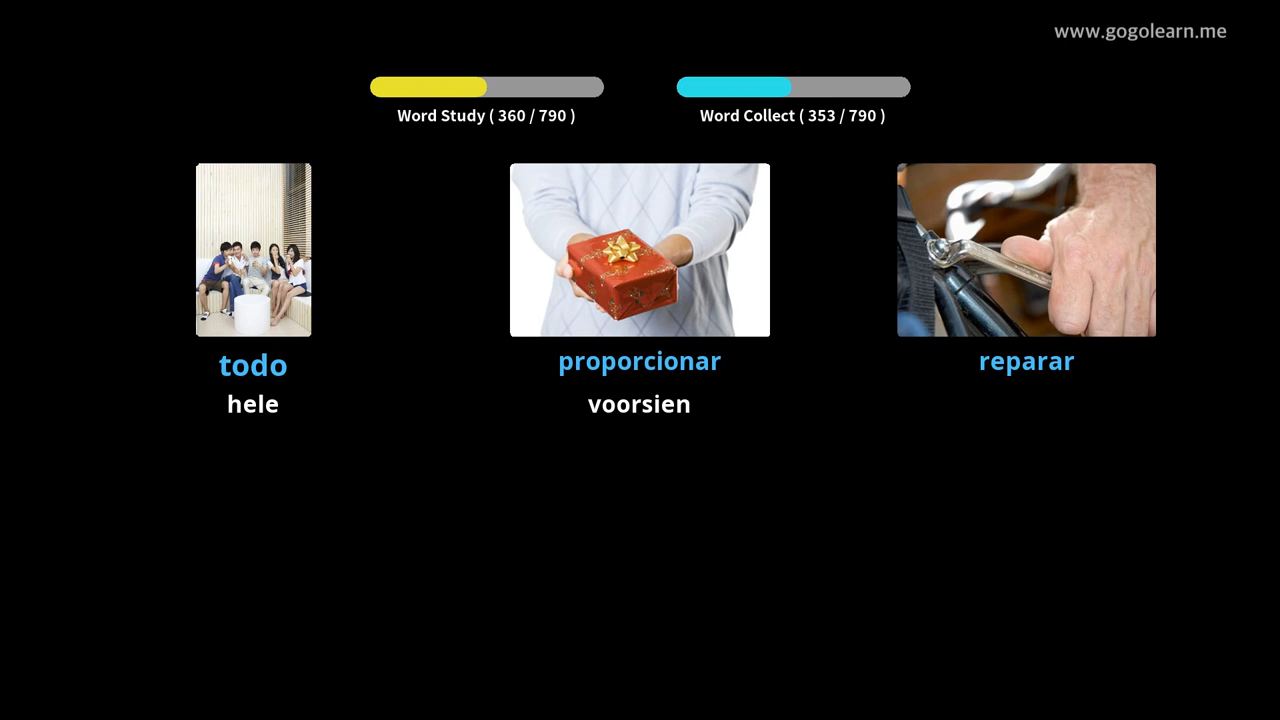 www.gogolearn.me
Word Study ( 360 / 790 )
Word Collect ( 353 / 790 )
todo
hele
proporcionar
voorsien
reparar